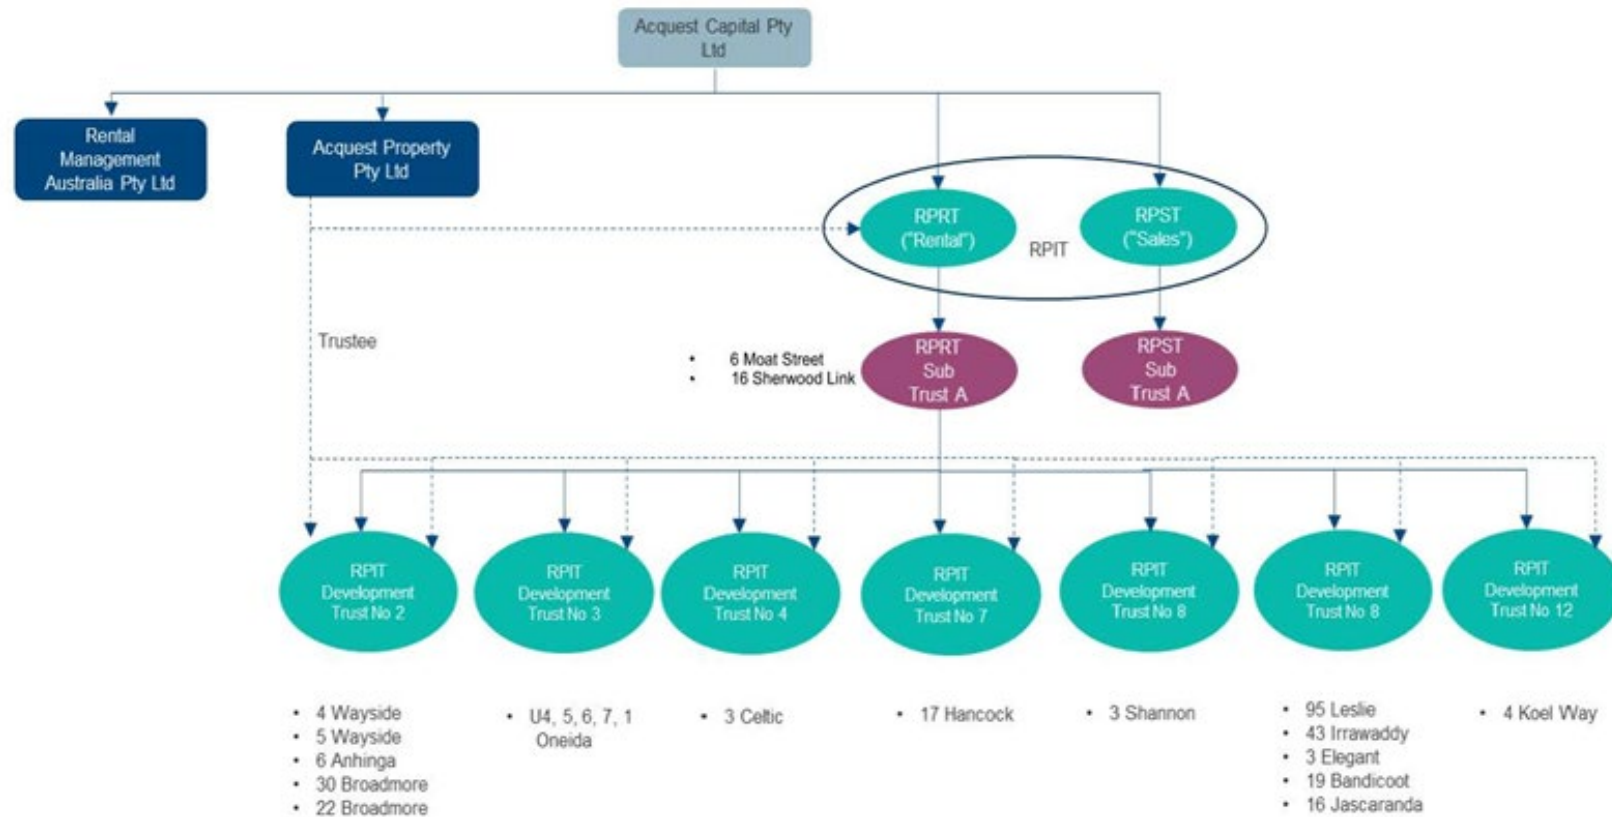 Acquest Capital Pty
Ltd
Rental
Management
Australia Pty Ltd
Acquest Property
Pty Ltd
RPRT
("Rental")
RPIT
RPST
("Sales")
Trustee
• 6 Moat Street
• 16 Sherwood Link
RPRT
Sub
Trust A
RPST
Sub
Trust A
RPIT
Development
Trust No 2
RPIT
Development
Trust No 3
RPIT
Development
Trust No 4
RPIT
Development
Trust No 7
RPIT
Development
Trust No 8
RPIT
Development
Trust No 8
RPIT
Development
Trust No 12
• 4 Wayside
• 5 Wayside
• 6 Anhinga
• 30 Broadmore
• 22 Broadmore
• U4, 5, 6, 7, 1
Oneida
• 3 Celtic
• 17 Hancock
• 3 Shannon
• 95 Leslie
• 43 Irrawaddy
• 3 Elegant
• 19 Bandicoot
• 16 Jascaranda
• 4 Koel Way